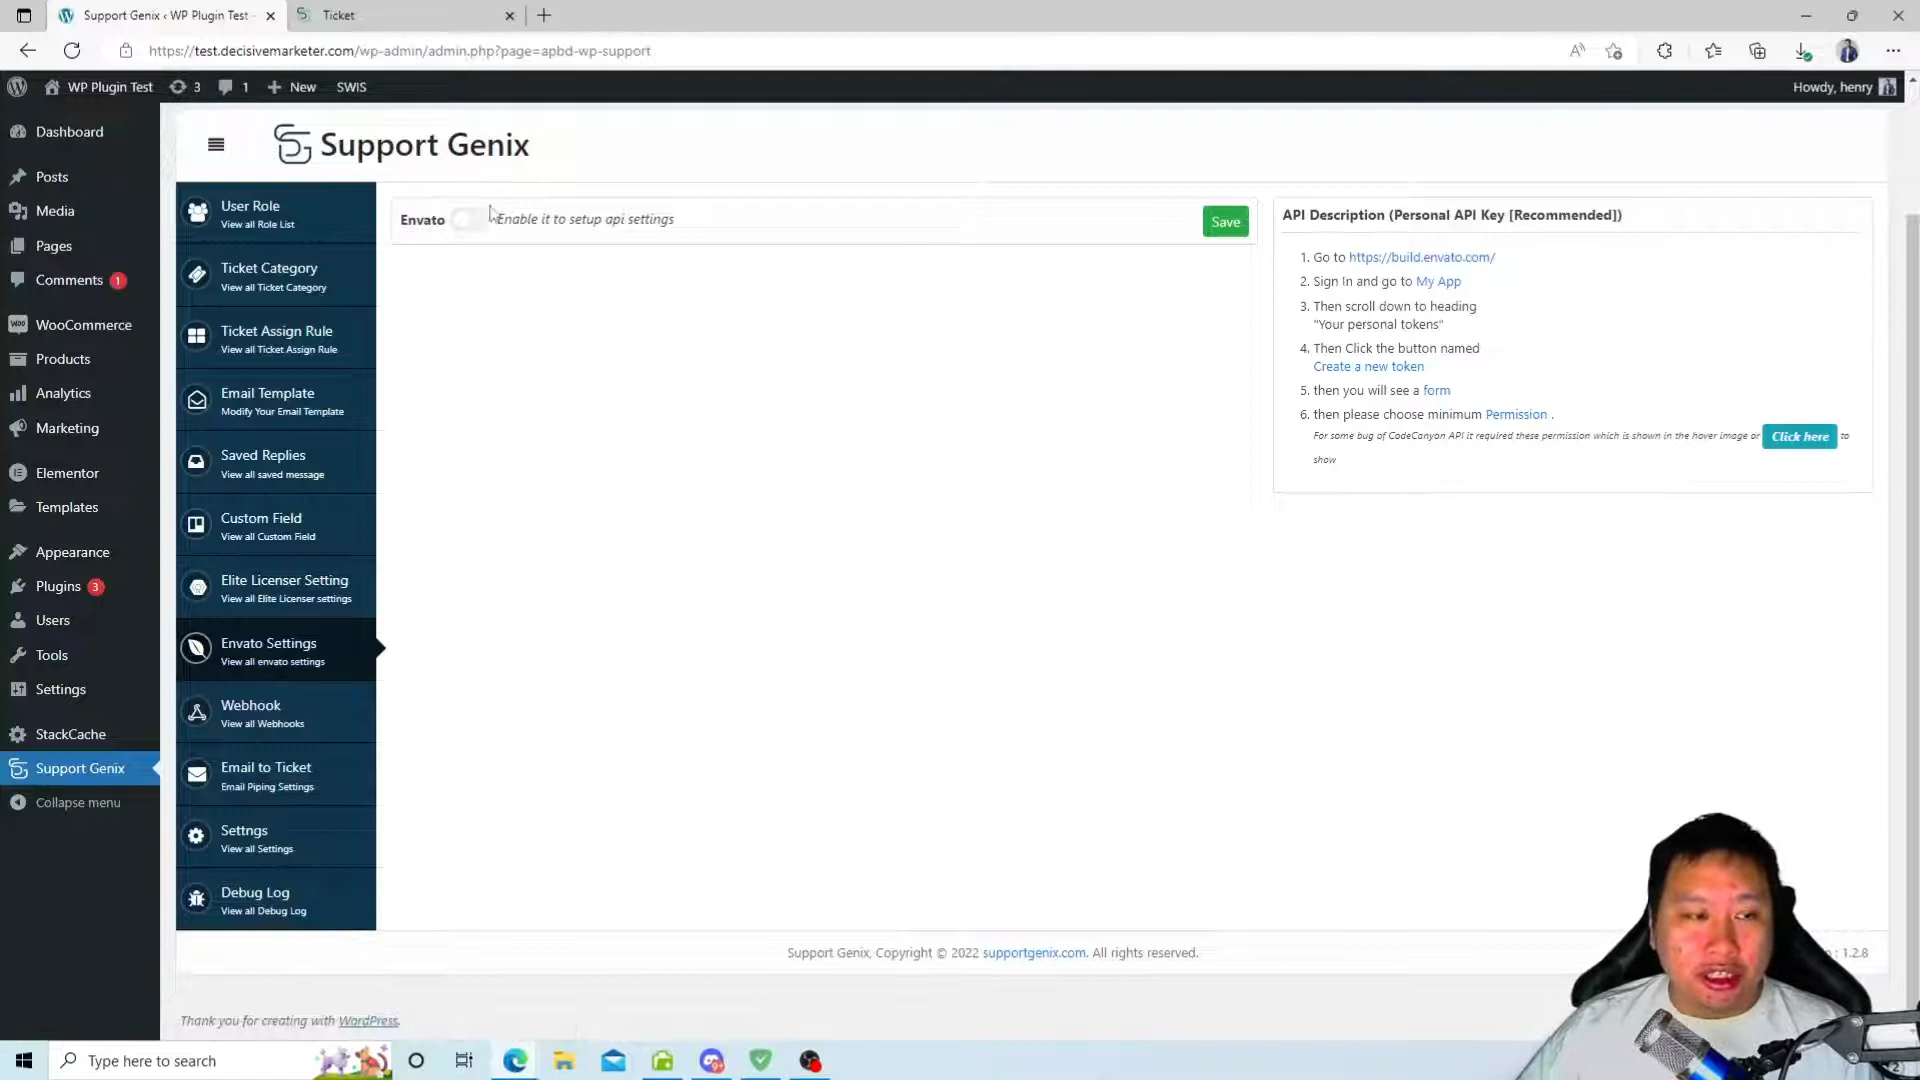 Support Genix ‹ WP Plugin Test -
Ticket
https://test.decisivemarketer.com/wp-admin/admin.php?page=apbd-wp-support
WP Plugin Test
3
1
New
SWIS
Howdy, henry
Dashboard
Posts
Media
Pages
Comments 1
WooCommerce
Products
Analytics
Marketing
Elementor
Templates
Appearance
Plugins 3
Users
Tools
Settings
StackCache
Support Genix
Collapse menu
Support Genix
User Role
View all Role List
Ticket Category
View all Ticket Category
Ticket Assign Rule
View all Ticket Assign Rule
Email Template
Modify Your Email Template
Saved Replies
View all saved message
Custom Field
View all Custom Field
Elite Licenser Setting
View all Elite Licenser settings
Envato Settings
View all envato settings
Webhook
View all Webhooks
Email to Ticket
Email Piping Settings
Settngs
View all Settings
Debug Log
View all Debug Log
Envato
Enable it to setup api settings
Save
API Description (Personal API Key [Recommended])
1. Go to https://build.envato.com/
2. Sign In and go to My App
3. Then scroll down to heading
"Your personal tokens"
4. Then Click the button named
Create a new token
5. then you will see a form
6. then please choose minimum Permission .
For some bug of CodeCanyon API it required these permission which is shown in the hover image or Click here to
show
Support Genix, Copyright © 2022 supportgenix.com. All rights reserved.
: 1.2.8
Thank you for creating with WordPress.
Type here to search